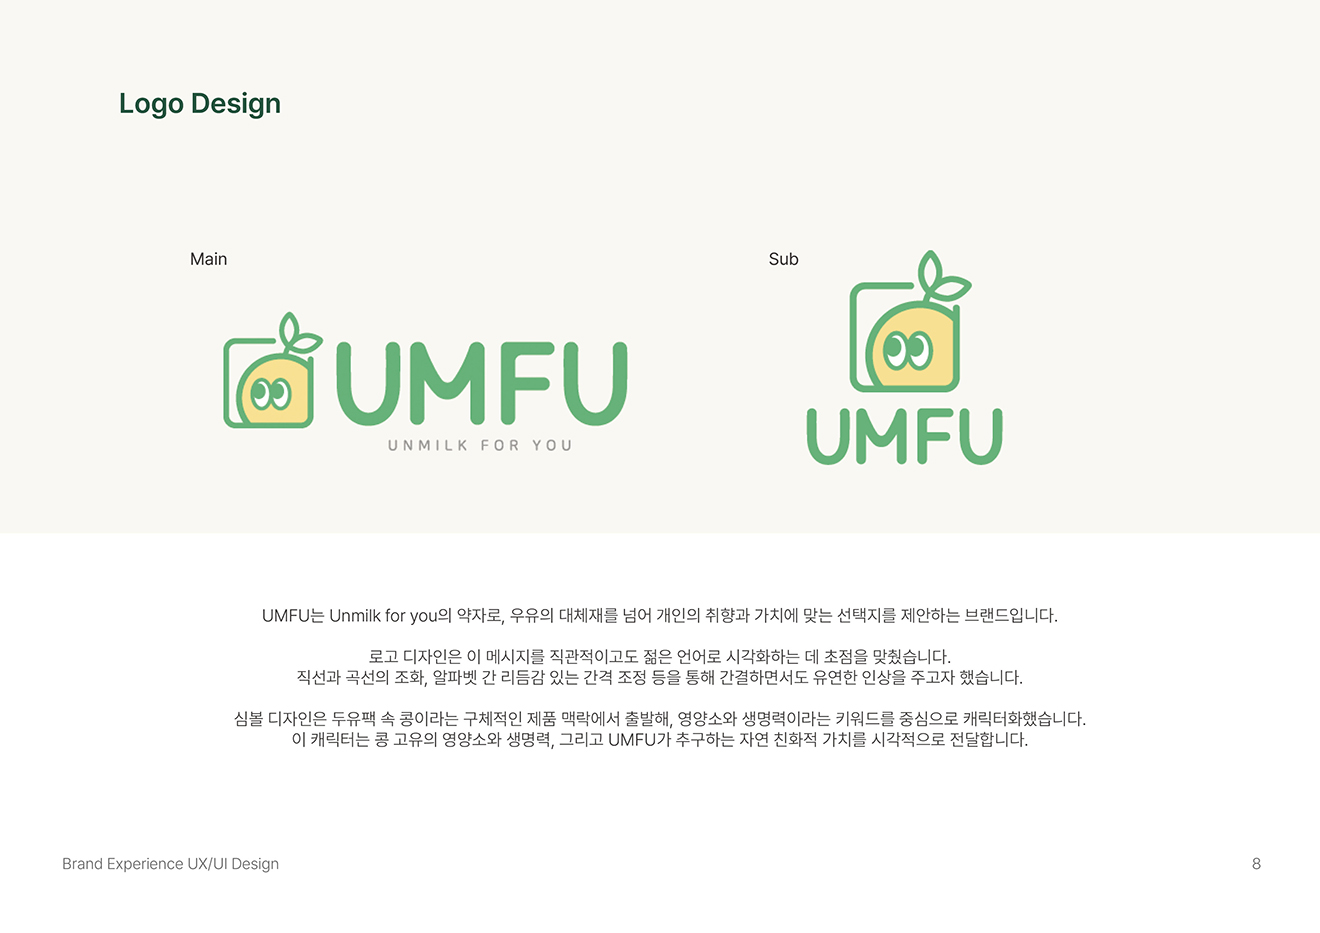 Logo Design
Main
Sub
UMFU
UNMILK FOR YOU
UMFU
UMFU는 Unmilk for you의 약자로, 우유의 대체재를 넘어 개인의 취향과 가치에 맞는 선택지를 제안하는 브랜드입니다.
로고 디자인은 이 메시지를 직관적이고도 젊은 언어로 시각화하는 데 초점을 맞췄습니다.
직선과 곡선의 조화, 알파벳 간 리듬감 있는 간격 조정 등을 통해 간결하면서도 유연한 인상을 주고자 했습니다.
심볼 디자인은 두유팩 속 콩이라는 구체적인 제품 맥락에서 출발해, 영양소와 생명력이라는 키워드를 중심으로 캐릭터화했습니다.
이 캐릭터는 콩 고유의 영양소와 생명력, 그리고 UMFU가 추구하는 자연 친화적 가치를 시각적으로 전달합니다.
Brand Experience UX/UI Design
8